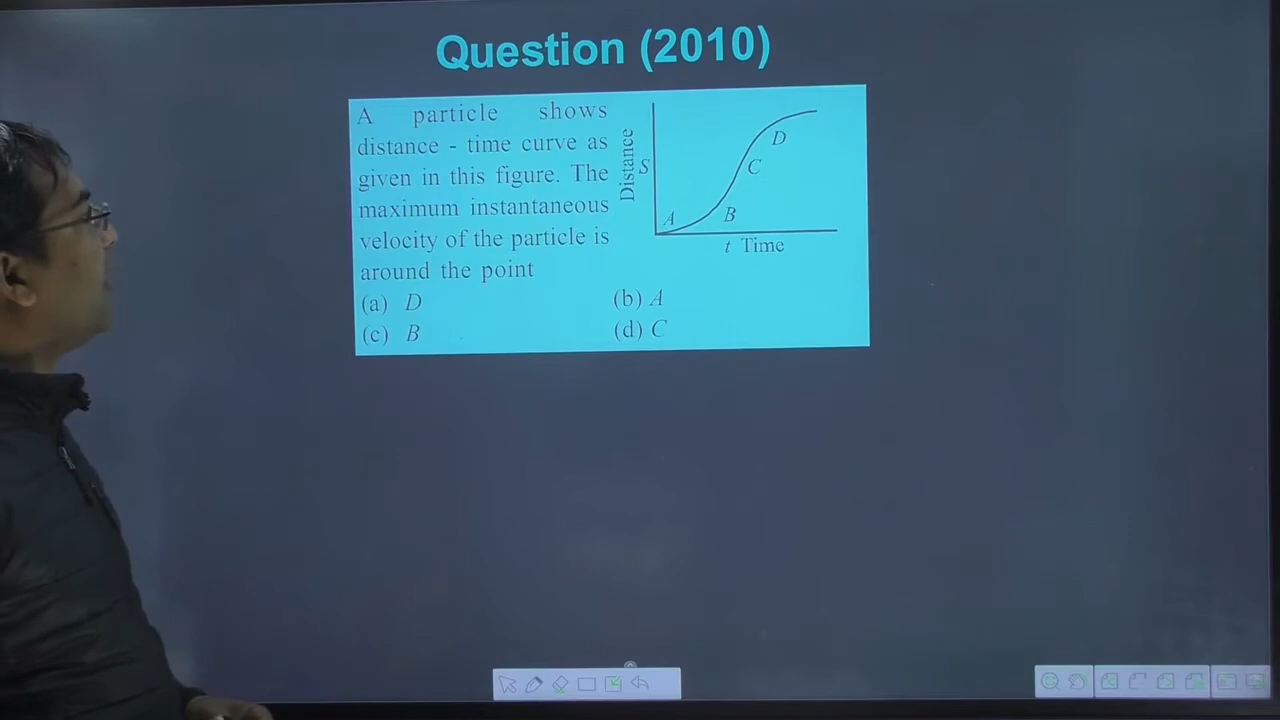 Question (2010)
A particle shows
distance - time curve as
given in this figure. The
maximum instantaneous
velocity of the particle is
around the point
(a) D
(b) A
(c) B
(d) C
Distance
S
A
B
C
D
t Time